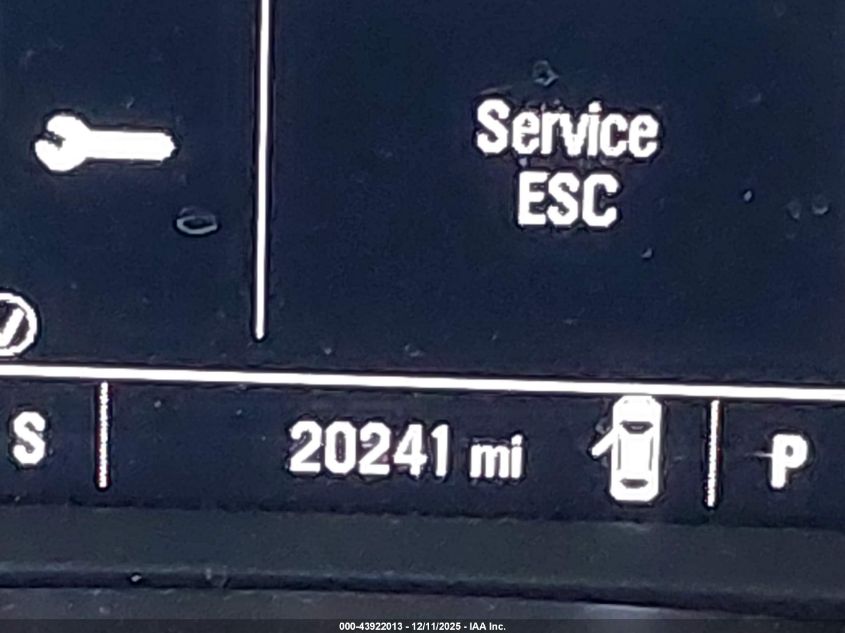 Service
ESC
S
20241 mi
P
000-43922013 - 12/11/2025 - IAA Inc.